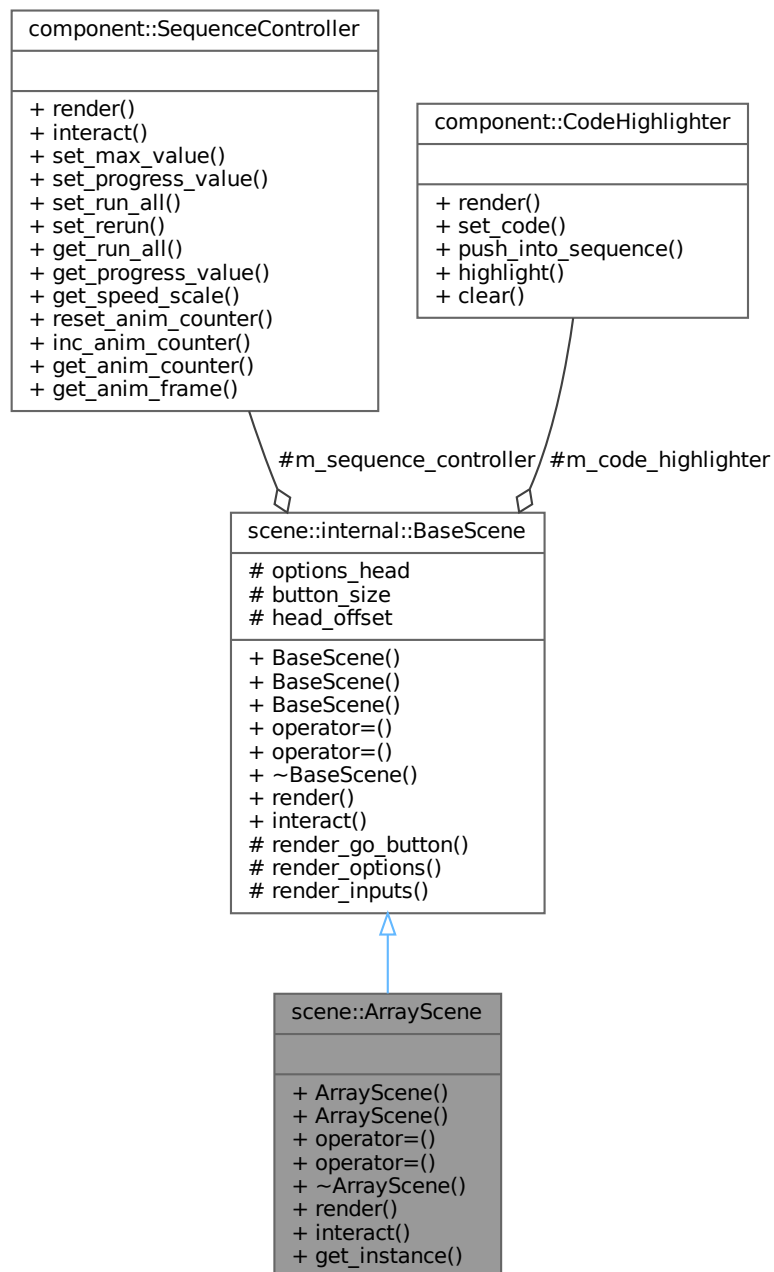 component::SequenceController
+ render()
+ interact()
+ set_max_value()
+ set_progress_value()
+ set_run_all()
+ set_rerun()
+ get_run_all()
+ get_progress_value()
+ get_speed_scale()
+ reset_anim_counter()
+ inc_anim_counter()
+ get_anim_counter()
+ get_anim_frame()
component::CodeHighlighter
+ render()
+ set_code()
+ push_into_sequence()
+ highlight()
+ clear()
#m_sequence_controller
#m_code_highlighter
scene::internal::BaseScene
# options_head
# button_size
# head_offset
+ BaseScene()
+ BaseScene()
+ BaseScene()
+ operator=()
+ operator=()
+ ~BaseScene()
+ render()
+ interact()
# render_go_button()
# render_options()
# render_inputs()
scene::ArrayScene
+ ArrayScene()
+ ArrayScene()
+ operator=()
+ operator=()
+ ~ArrayScene()
+ render()
+ interact()
+ get_instance()